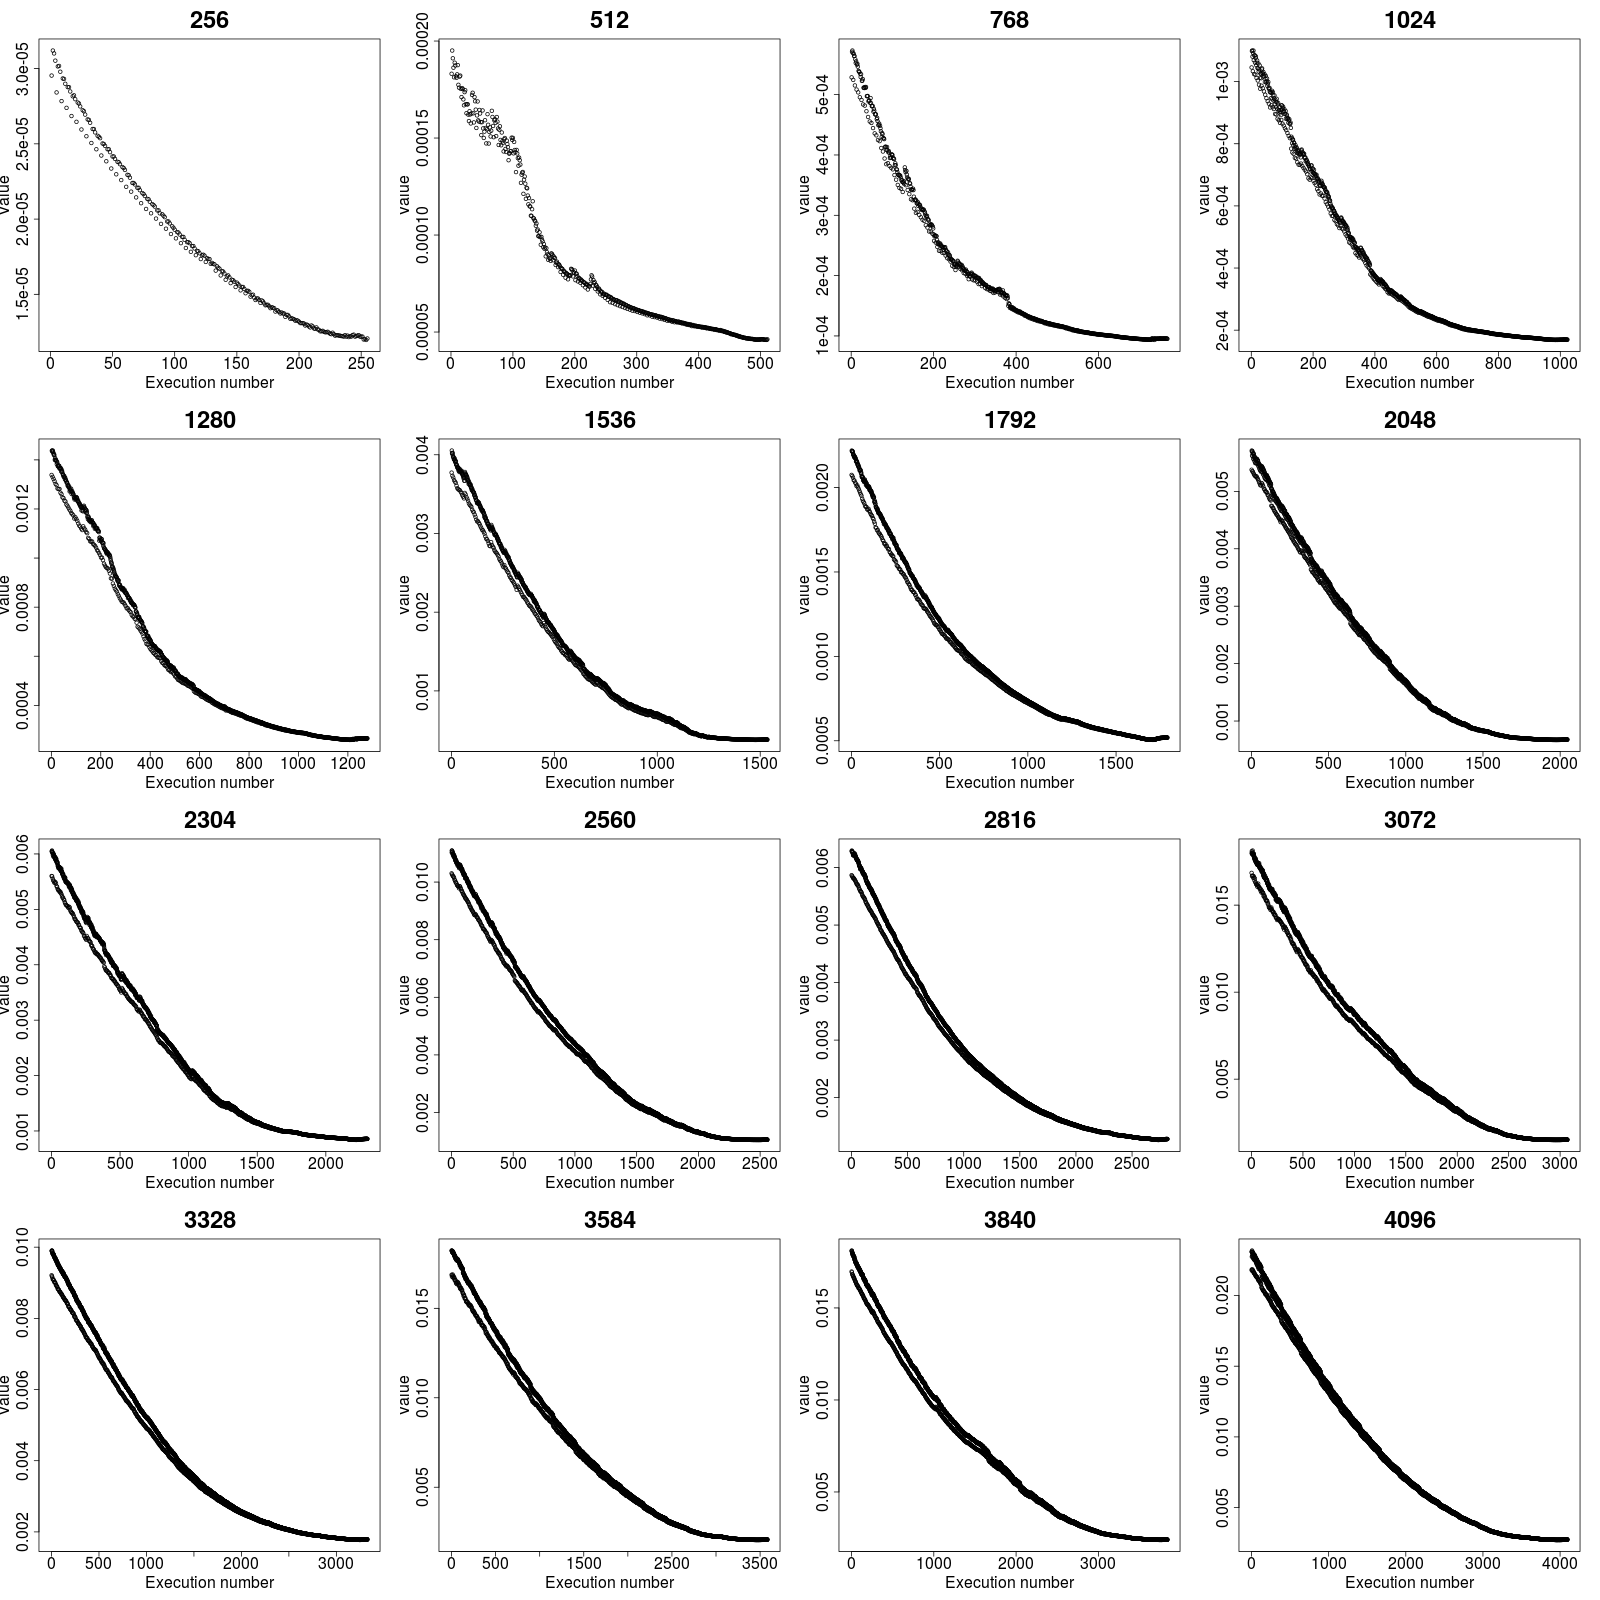 256 512 768 1024
value 1.5e-05 2.0e-05 2.5e-05 3.0e-05
value 0.00005 0.00010 0.00015 0.00020
value 1e-04 2e-04 3e-04 4e-04 5e-04
value 2e-04 4e-04 6e-04 8e-04 1e-03
0 50 100 150 200 250
0 100 200 300 400 500
0 200 400 600
0 200 400 600 800 1000
Execution number Execution number Execution number Execution number
1280 1536 1792 2048
value 0.0004 0.0008 0.0012
value 0.001 0.002 0.003 0.004
value 0.0005 0.0010 0.0015 0.0020
value 0.001 0.002 0.003 0.004 0.005
0 200 400 600 800 1000 1200
0 500 1000 1500
0 500 1000 1500
0 500 1000 1500 2000
Execution number Execution number Execution number Execution number
2304 2560 2816 3072
value 0.001 0.002 0.003 0.004 0.005 0.006
value 0.002 0.004 0.006 0.008 0.010
value 0.002 0.003 0.004 0.005 0.006
value 0.005 0.010 0.015
0 500 1000 1500 2000
0 500 1000 1500 2000 2500
0 500 1000 1500 2000 2500
0 500 1000 1500 2000 2500 3000
Execution number Execution number Execution number Execution number
3328 3584 3840 4096
value 0.002 0.004 0.006 0.008 0.010
value 0.005 0.010 0.015
value 0.005 0.010 0.015
value 0.005 0.010 0.015 0.020
0 500 1000 2000 3000
0 500 1500 2500 3500
0 1000 2000 3000
0 1000 2000 3000 4000
Execution number Execution number Execution number Execution number